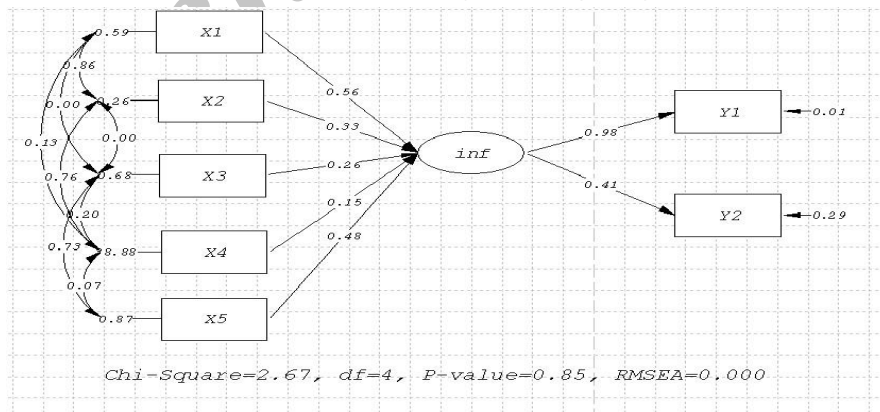 0.59 X1
0.86 0.56
0.26 X2 Y1 0.01
0.00 0.33 0.98
0.13 0.00 inf
0.68 X3 0.26
0.76 0.41
0.20 0.15 Y2 0.29
0.73 8.88 X4 0.48
0.07
0.87 X5
Chi-Square=2.67, df=4, P-value=0.85, RMSEA=0.000